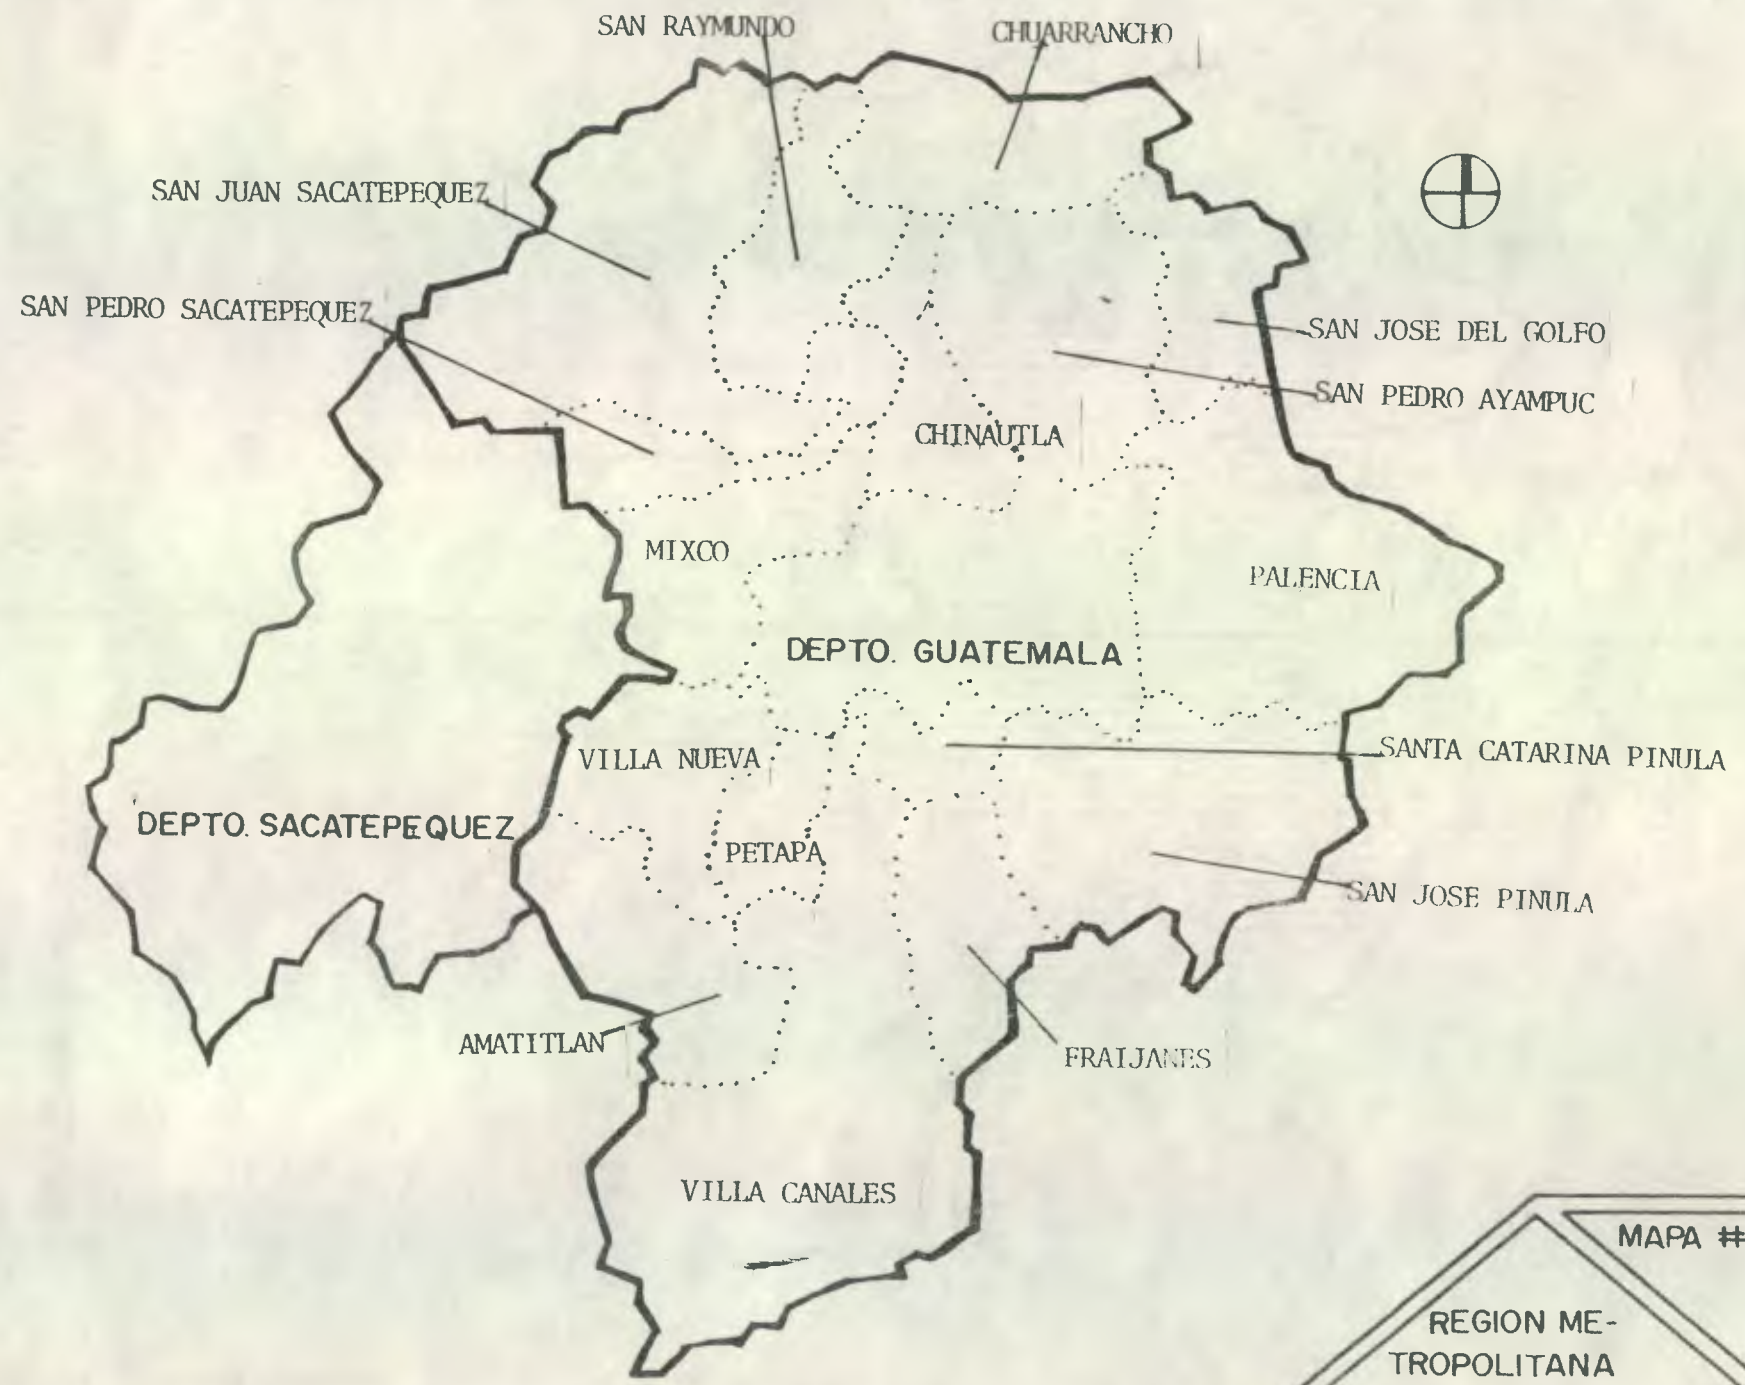 SAN RAYMUNDO
CHUARRANCHO
SAN JUAN SACATEPEQUEZ
SAN PEDRO SACATEPEQUEZ
SAN JOSE DEL GOLFO
SAN PEDRO AYAMPUC
CHINAUTLA
MIXCO
PALENCIA
DEPTO. GUATEMALA
VILLA NUEVA
SANTA CATARINA PINULA
DEPTO. SACATEPEQUEZ
PETAPA
SAN JOSE PINULA
AMATITLAN
FRAIJANES
VILLA CANALES
MAPA #
REGION ME-
TROPOLITANA